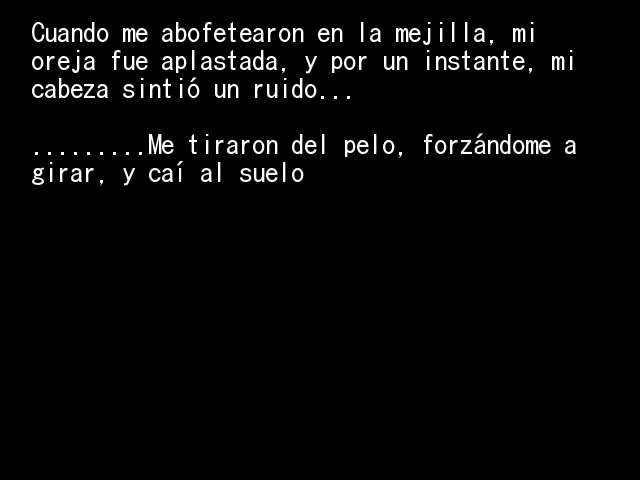 Cuando me abofetearon en la mejilla, mi
oreja fue aplastada, y por un instante, mi
cabeza sintió un ruido...
.........Me tiraron del pelo, forzándome a
girar, y caí al suelo